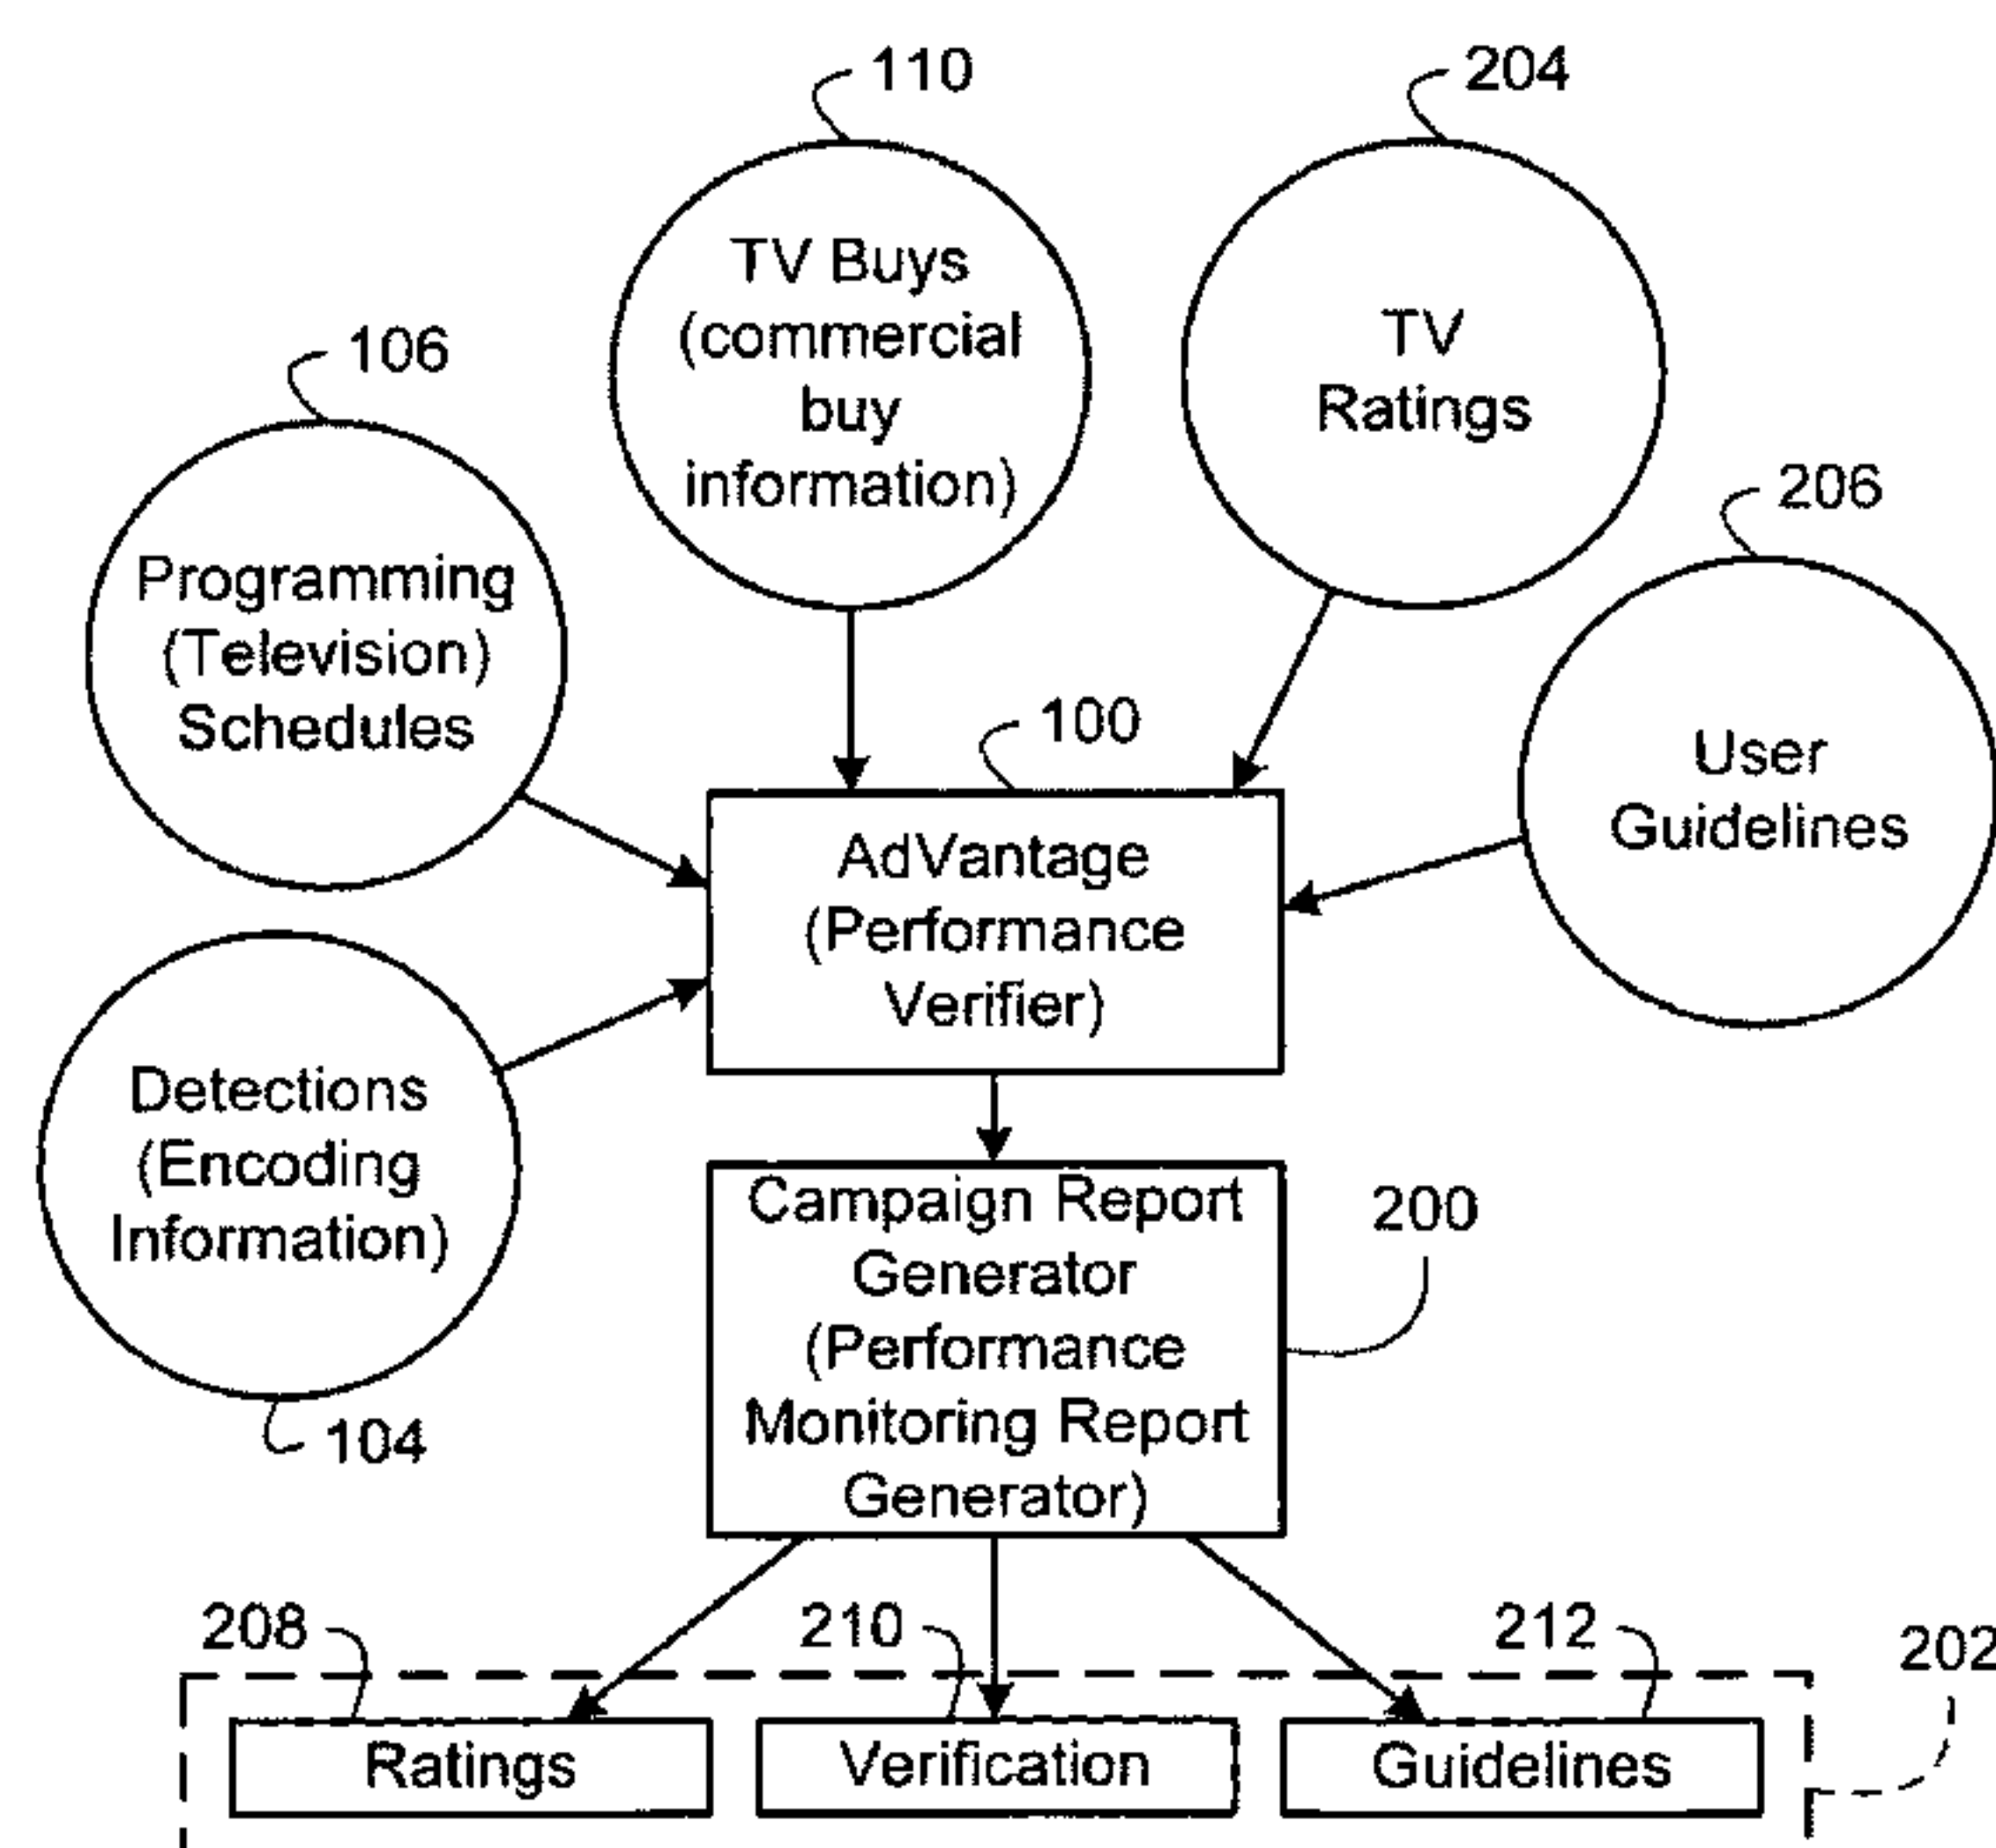 110
204
TV Buys
(commercial
buy
information)
TV
Ratings
106
206
Programming
(Television)
Schedules
100
User
Guidelines
AdVantage
(Performance
Verifier)
Detections
(Encoding
Information)
104
Campaign Report
Generator
(Performance
Monitoring Report
Generator)
200
208
210
212
202
Ratings
Verification
Guidelines